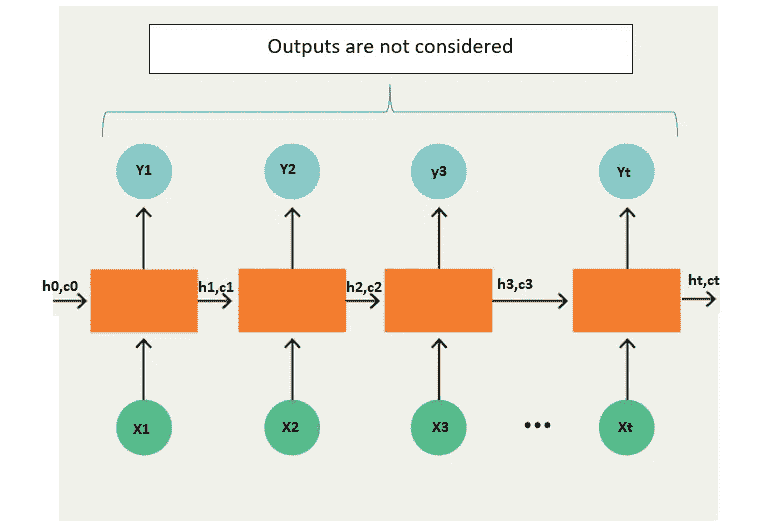 Outputs are not considered
Y1 Y2 y3 Yt
h0,c0 h1,c1 h2,c2 h3,c3 ht,ct
X1 X2 X3 ••• Xt